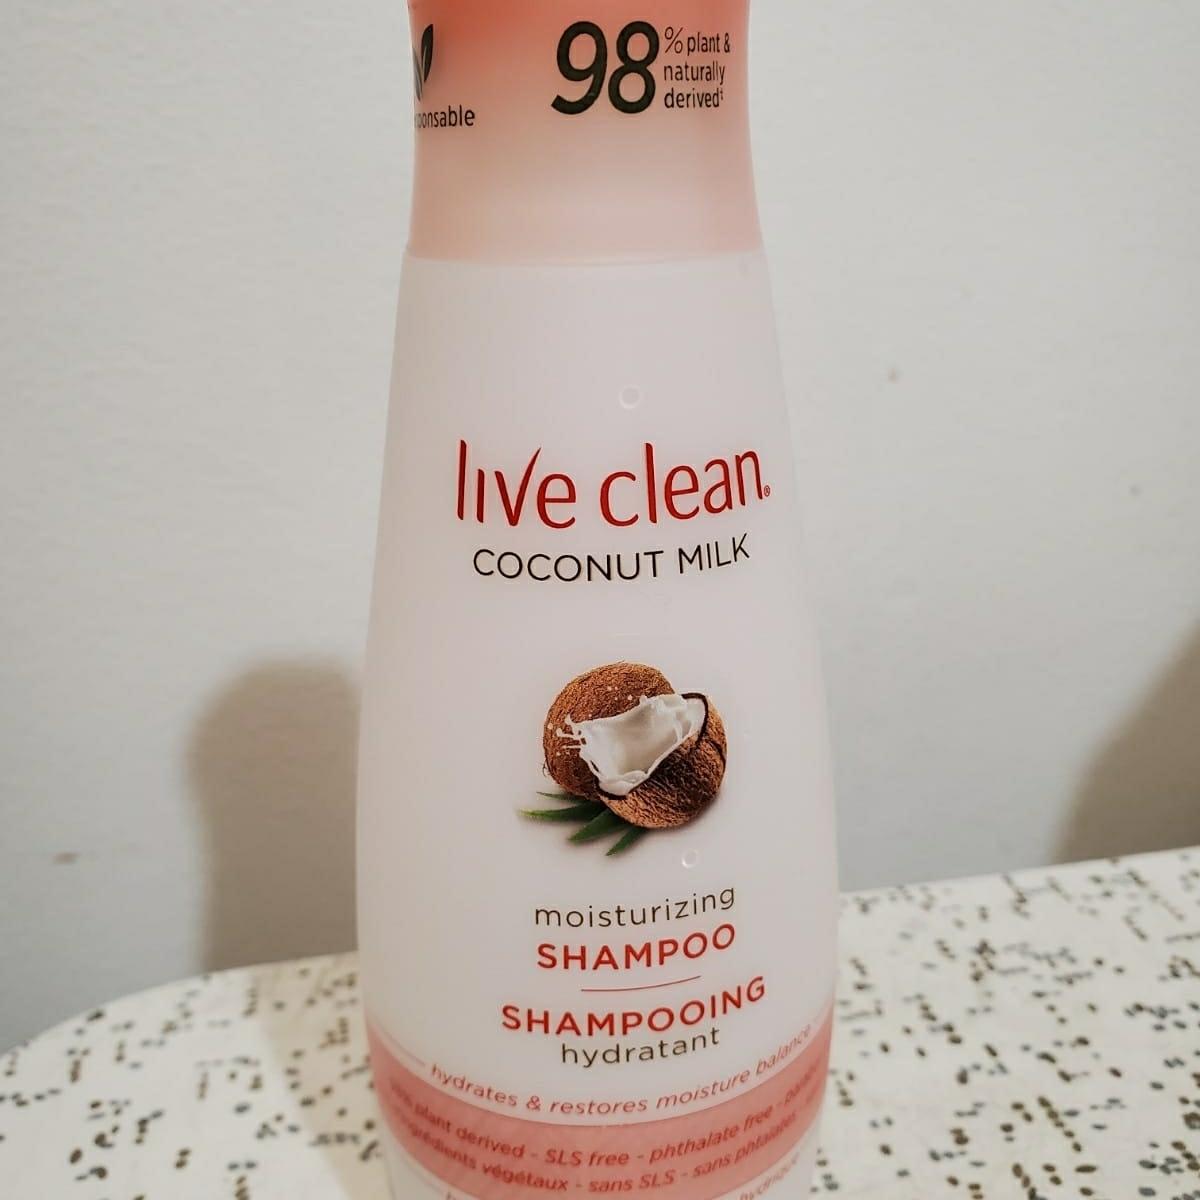 98 % plant &
naturally
derived‡
live clean®
COCONUT MILK
moisturizing
SHAMPOO
SHAMPOOING
hydratant
hydrates & restores moisture balance
plant derived - SLS free - phthalate free -
végétaux - sans SLS - sans phtalates -